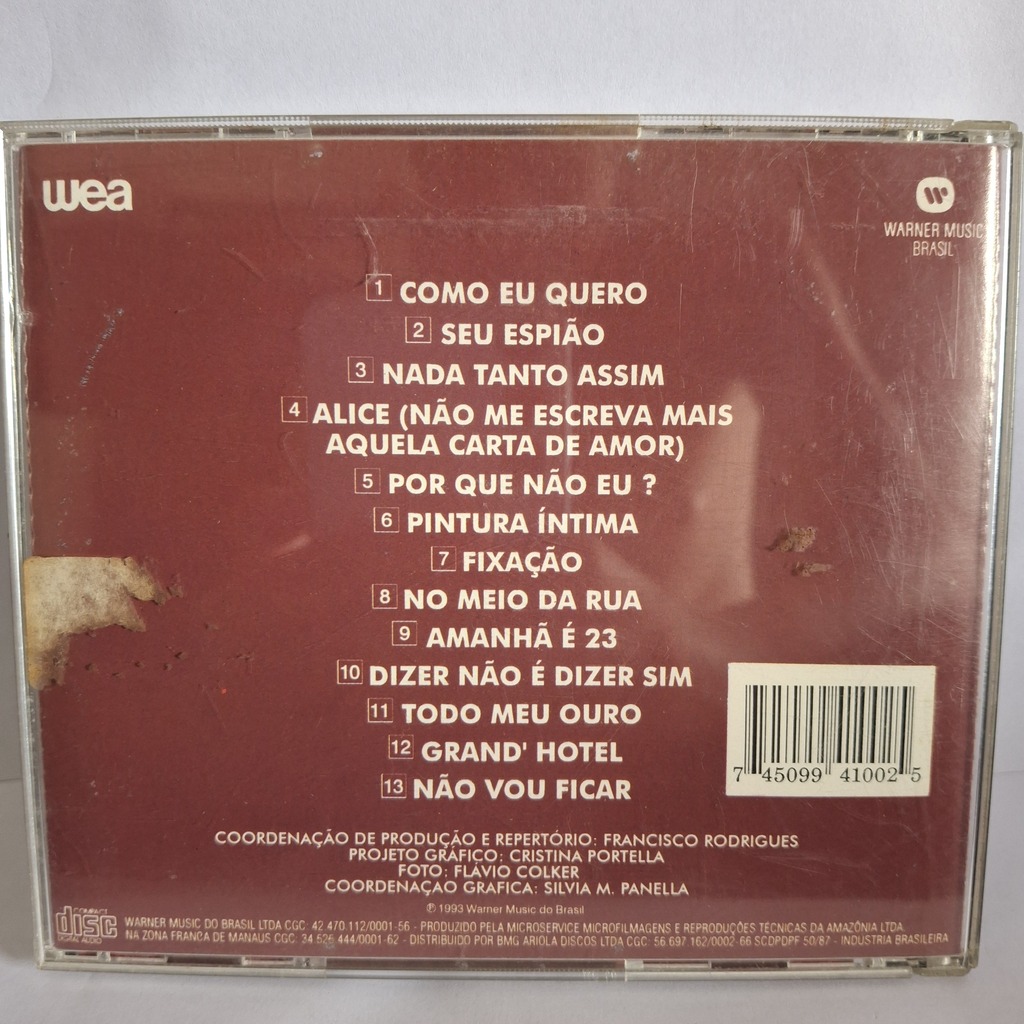 wea
WARNER MUSIC
BRASIL
1 COMO EU QUERO
2 SEU ESPIÃO
3 NADA TANTO ASSIM
4 ALICE (NÃO ME ESCREVA MAIS
AQUELA CARTA DE AMOR)
5 POR QUE NÃO EU ?
6 PINTURA ÍNTIMA
7 FIXAÇÃO
8 NO MEIO DA RUA
9 AMANHÃ É 23
10 DIZER NÃO É DIZER SIM
11 TODO MEU OURO
12 GRAND' HOTEL
13 NÃO VOU FICAR
7 45099 41002 5
COORDENAÇÃO DE PRODUÇÃO E REPERTÓRIO: FRANCISCO RODRIGUES
PROJETO GRÁFICO: CRISTINA PORTELLA
FOTO: FLÁVIO COLKER
COORDENAÇAO GRAFICA: SILVIA M. PANELLA
℗ 1993 Warner Music do Brasil
COMPACT
disc
DIGITAL AUDIO
WARNER MUSIC DO BRASIL LTDA CGC: 42 470.112/0001-56 - PRODUZIDO PELA MICROSERVICE MICROFILMAGENS E REPRODUÇÕES TÉCNICAS DA AMAZÔNIA LTDA.
NA ZONA FRANCA DE MANAUS CGC: 34 526 444/0001-62 - DISTRIBUIDO POR BMG ARIOLA DISCOS LTDA CGC: 56 697 162/0002-66 SCDPDPF 50/87 - INDUSTRIA BRASILEIRA